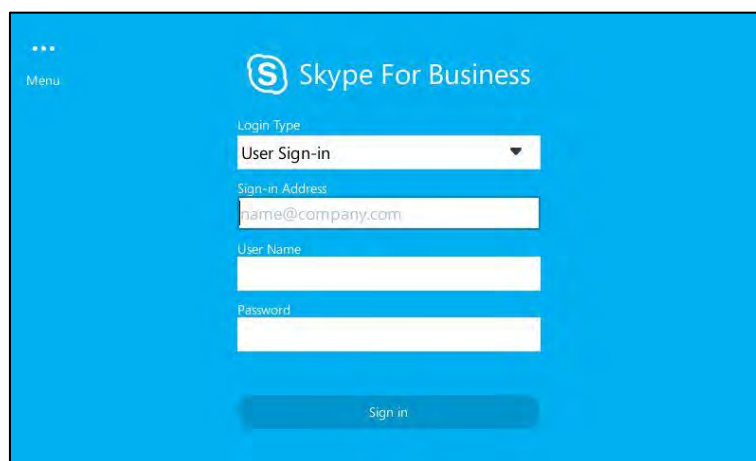 ...
Menu
Skype For Business
Login Type
User Sign-in
Sign-in Address
name@company.com
User Name
Password
Sign in